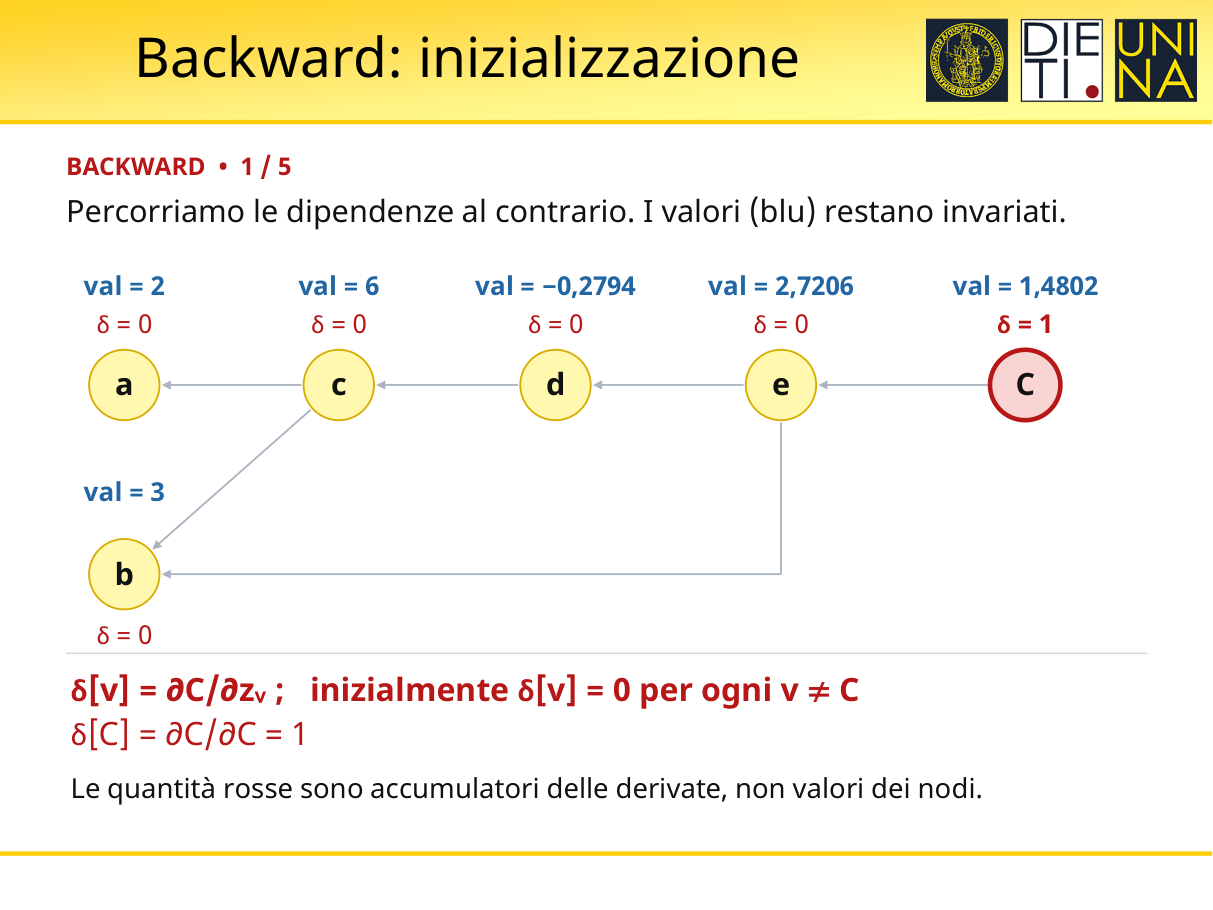 Backward: inizializzazione
DIE
TI.
UNI
NA
BACKWARD • 1 / 5
Percorriamo le dipendenze al contrario. I valori (blu) restano invariati.
val = 2 val = 6 val = −0,2794 val = 2,7206 val = 1,4802
δ = 0 δ = 0 δ = 0 δ = 0 δ = 1
a c d e C
val = 3
b
δ = 0
δ[v] = ∂C/∂zᵥ ; inizialmente δ[v] = 0 per ogni v ≠ C
δ[C] = ∂C/∂C = 1
Le quantità rosse sono accumulatori delle derivate, non valori dei nodi.